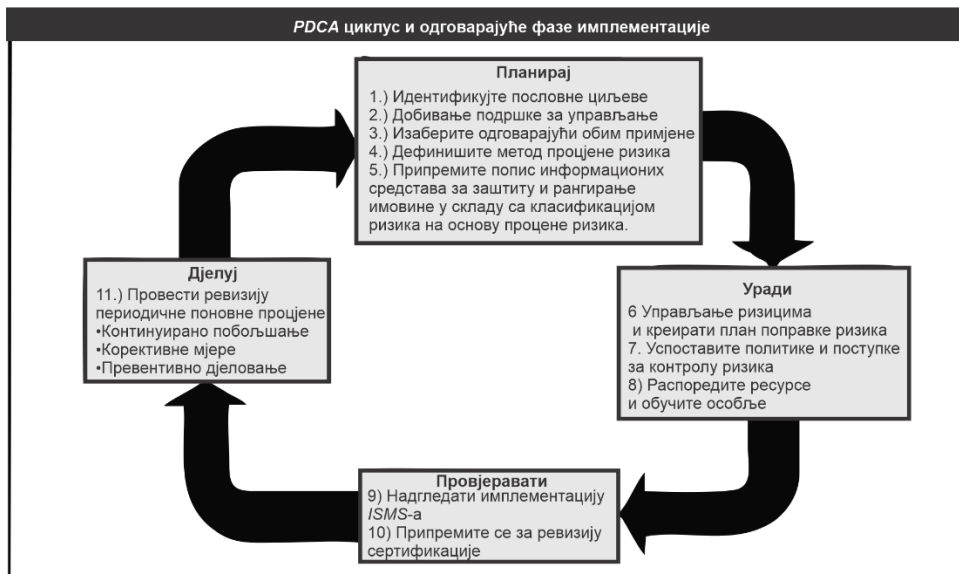 PDCA циклус и одговарајуће фазе имплементације
Планирај
1.) Идентификујте пословне циљеве
2.) Добивање подршке за управљање
3.) Изаберите одговарајући обим примјене
4.) Дефинишите метод процјене ризика
5.) Припремите попис информационих
средстава за заштиту и рангирање
имовине у складу са класификацијом
ризика на основу процене ризика.
Уради
6 Управљање ризицима
и креирати план поправке ризика
7. Успоставите политике и поступке
за контролу ризика
8) Распоредите ресурсе
и обучите особље
Провјеравати
9) Надгледати имплементацију
ISMS-а
10) Припремите се за ревизију
сертификације
Дјелуј
11.) Провести ревизију
периодичне поновне процјене
•Континуирано побољшање
•Корективне мјере
•Превентивно дјеловање